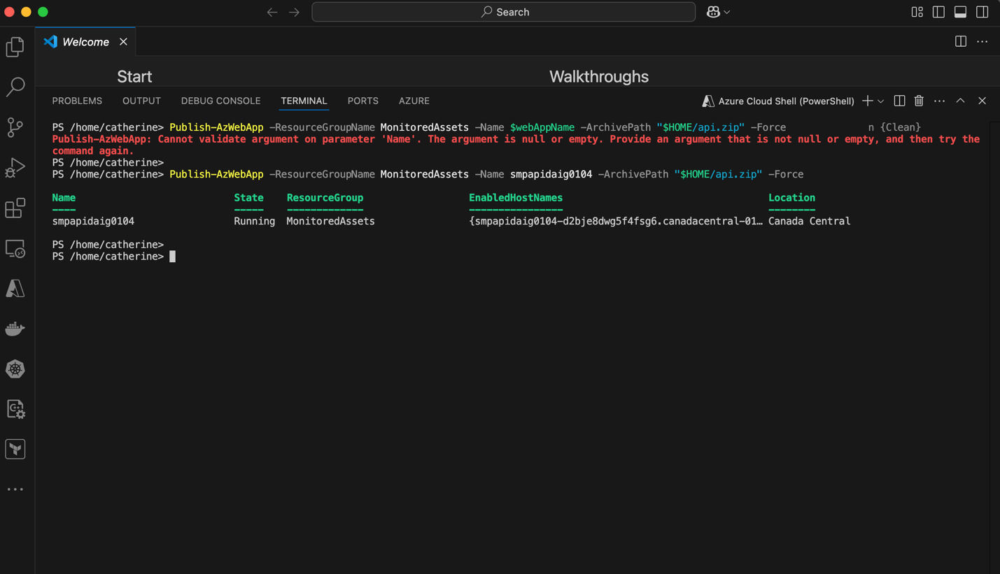 Search
Welcome
Start
Walkthroughs
PROBLEMS OUTPUT DEBUG CONSOLE TERMINAL PORTS AZURE
Azure Cloud Shell (PowerShell)
PS /home/catherine> Publish-AzWebApp -ResourceGroupName MonitoredAssets -Name $webAppName -ArchivePath "$HOME/api.zip" -Force n {Clean}
Publish-AzWebApp: Cannot validate argument on parameter 'Name'. The argument is null or empty. Provide an argument that is not null or empty, and then try the
command again.
PS /home/catherine>
PS /home/catherine> Publish-AzWebApp -ResourceGroupName MonitoredAssets -Name smpapidaig0104 -ArchivePath "$HOME/api.zip" -Force
Name State ResourceGroup EnabledHostNames Location
---- ----- ------------- ---------------- --------
smpapidaig0104 Running MonitoredAssets {smpapidaig0104-d2bje8dwg5f4fsg6.canadacentral-01… Canada Central
PS /home/catherine>
PS /home/catherine>